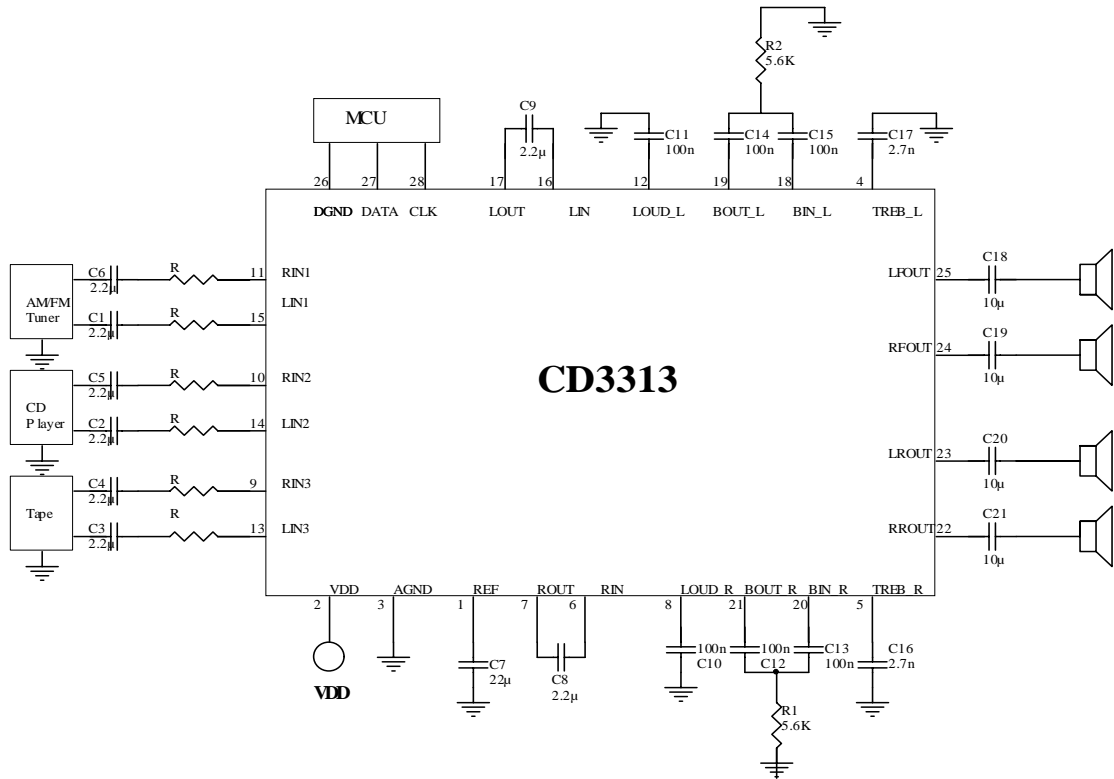 R2
5.6K
MCU
C9
2.2μ
C11
100n
C14
100n
C15
100n
C17
2.7n
26
27
28
17
16
12
19
18
4
DGND
DATA
CLK
LOUT
LIN
LOUD_L
BOUT_L
BIN_L
TREB_L
AM/FM
Tuner
C6
2.2μ
R
11
RIN1
C1
2.2μ
R
15
LIN1
CD
Player
C5
2.2μ
R
10
RIN2
C2
2.2μ
R
14
LIN2
Tape
C4
2.2μ
R
9
RIN3
C3
2.2μ
R
13
LIN3
CD3313
LFOUT
25
C18
10μ
RFOUT
24
C19
10μ
LROUT
23
C20
10μ
RROUT
22
C21
10μ
VDD
AGND
REF
ROUT
RIN
LOUD_R
BOUT_R
BIN_R
TREB_R
2
3
1
7
6
8
21
20
5
VDD
C7
22μ
C8
2.2μ
100n
C10
100n
C12
C13
100n
C16
2.7n
R1
5.6K